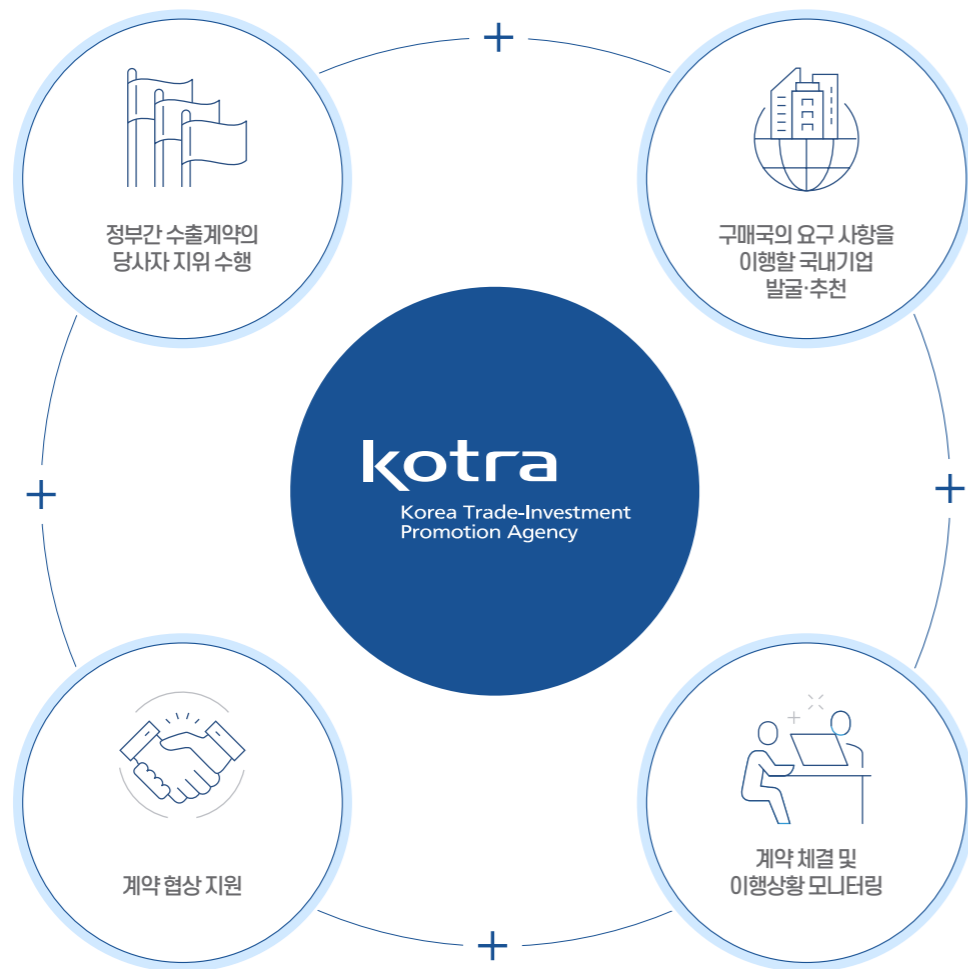 정부간 수출계약의
당사자 지위 수행
구매국의 요구 사항을
이행할 국내기업
발굴·추천
kotra
Korea Trade-Investment
Promotion Agency
계약 협상 지원
계약 체결 및
이행상황 모니터링